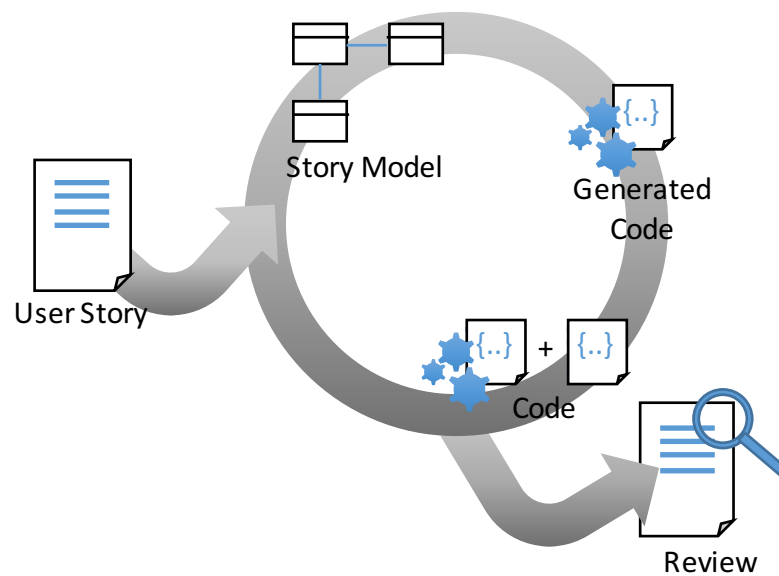 Story Model
{..}
Generated
Code
User Story
{..} + {..}
Code
Review